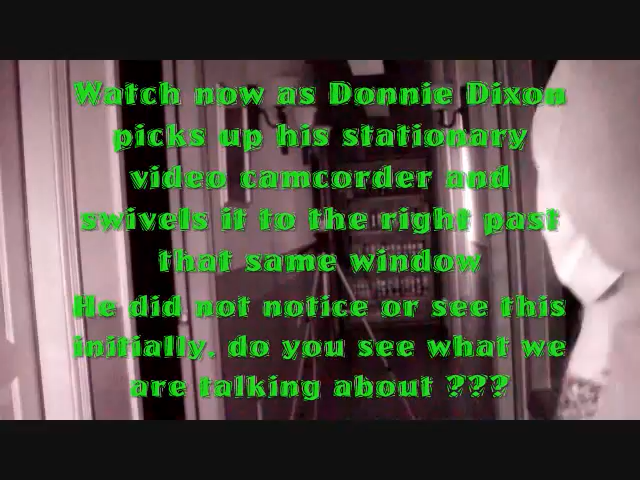 Watch now as Donnie Dixon
picks up his stationary
video camcorder and
swivels it to the right past
that same window
He did not notice or see this
initially. do you see what we
are talking about ???